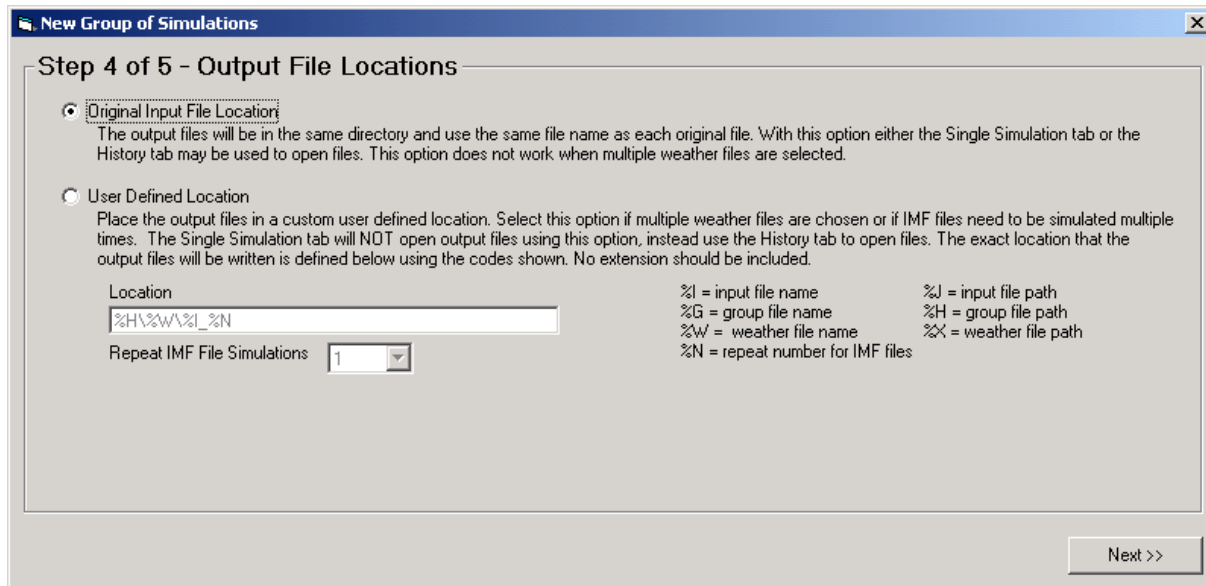 New Group of Simulations
Step 4 of 5 - Output File Locations
Original Input File Location
The output files will be in the same directory and use the same file name as each original file. With this option either the Single Simulation tab or the
History tab may be used to open files. This option does not work when multiple weather files are selected.
User Defined Location
Place the output files in a custom user defined location. Select this option if multiple weather files are chosen or if IMF files need to be simulated multiple
times.  The Single Simulation tab will NOT open output files using this option, instead use the History tab to open files. The exact location that the
output files will be written is defined below using the codes shown. No extension should be included.
Location
%H\%W\%I_%N
Repeat IMF File Simulations 1
%I = input file name %J = input file path
%G = group file name %H = group file path
%W =  weather file name %X = weather file path
%N = repeat number for IMF files
Next >>